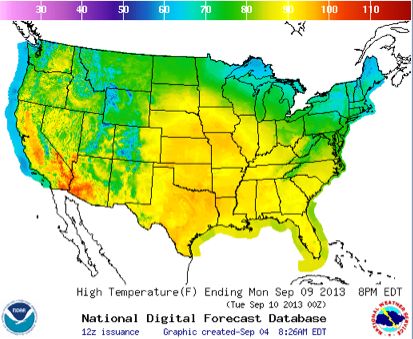 30 40 50 60 70 80 90 100 110
High Temperature(F) Ending Mon Sep 09 2013 8PM EDT
(Tue Sep 10 2013 00Z)
National Digital Forecast Database
12z issuance Graphic created-Sep 04 8:26AM EDT
NOAA